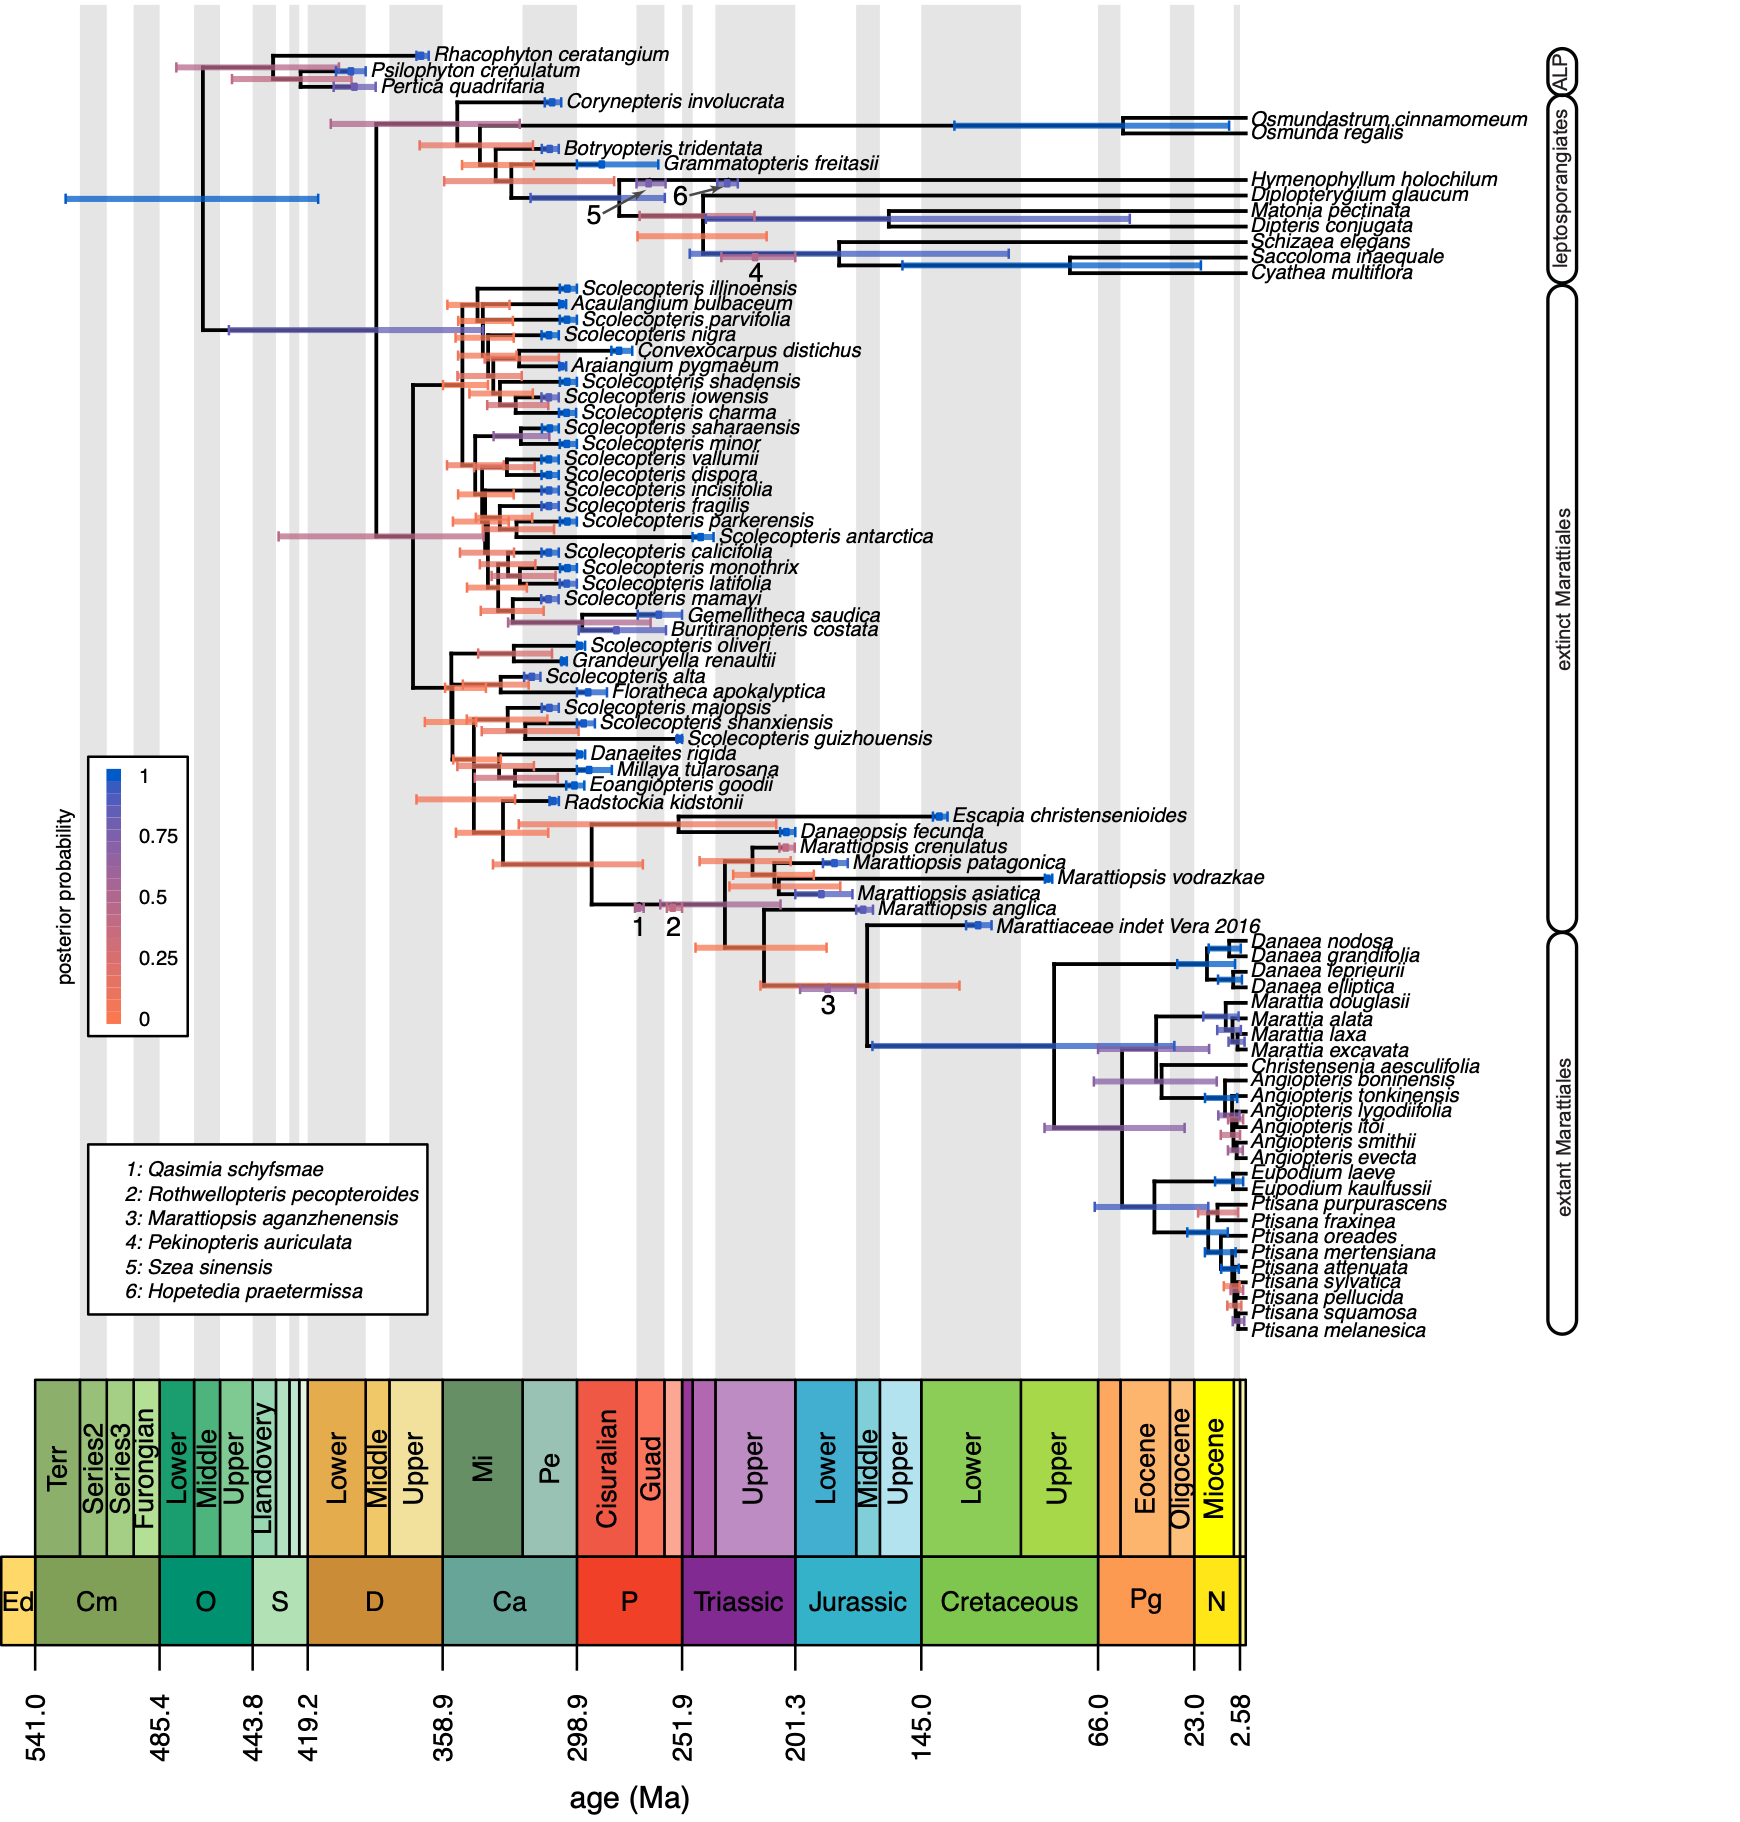 Rhacophyton ceratangium
Psilophyton crenulatum
Pertica quadrifaria
Corynepteris involucrata
Osmundastrum cinnamomeum
Osmunda regalis
Botryopteris tridentata
Grammatopteris freitasii
Hymenophyllum holochilum
Diplopterygium glaucum
Matonia pectinata
Dipteris conjugata
Schizaea elegans
Saccoloma inaequale
Cyathea multiflora
5
6
4
Scolecopteris illinoensis
Acaulangium bulbaceum
Scolecopteris parvifolia
Scolecopteris nigra
Convexocarpus distichus
Araiangium pygmaeum
Scolecopteris shadensis
Scolecopteris iowensis
Scolecopteris charma
Scolecopteris saharaensis
Scolecopteris minor
Scolecopteris vallumii
Scolecopteris dispora
Scolecopteris incisifolia
Scolecopteris fragilis
Scolecopteris parkerensis
Scolecopteris antarctica
Scolecopteris calicifolia
Scolecopteris monothrix
Scolecopteris latifolia
Scolecopteris mamayi
Gemellitheca saudica
Buritiranopteris costata
Scolecopteris oliveri
Grandeuryella renaultii
Scolecopteris alta
Floratheca apokalyptica
Scolecopteris majopsis
Scolecopteris shanxiensis
Scolecopteris guizhouensis
Danaeites rigida
Millaya tularosana
Eoangiopteris goodii
Radstockia kidstonii
Escapia christensenioides
Danaeopsis fecunda
Marattiopsis crenulatus
Marattiopsis patagonica
Marattiopsis vodrazkae
Marattiopsis asiatica
Marattiopsis anglica
Marattiaceae indet Vera 2016
1
2
3
Danaea nodosa
Danaea grandifolia
Danaea leprieurii
Danaea elliptica
Marattia douglasii
Marattia alata
Marattia laxa
Marattia excavata
Christensenia aesculifolia
Angiopteris boninensis
Angiopteris tonkinensis
Angiopteris lygodiifolia
Angiopteris itoi
Angiopteris smithii
Angiopteris evecta
Eupodium laeve
Eupodium kaulfussii
Ptisana purpurascens
Ptisana fraxinea
Ptisana oreades
Ptisana mertensiana
Ptisana attenuata
Ptisana sylvatica
Ptisana pellucida
Ptisana squamosa
Ptisana melanesica
ALP
leptosporangiates
extinct Marattiales
extant Marattiales
posterior probability
1
0.75
0.5
0.25
0
1: Qasimia schyfsmae
2: Rothwellopteris pecopteroides
3: Marattiopsis aganzhenensis
4: Pekinopteris auriculata
5: Szea sinensis
6: Hopetedia praetermissa
Terr
Series2
Series3
Furongian
Lower
Middle
Upper
Llandovery
Lower
Middle
Upper
Mi
Pe
Cisuralian
Guad
Upper
Lower
Middle
Upper
Lower
Upper
Eocene
Oligocene
Miocene
Ed
Cm
O
S
D
Ca
P
Triassic
Jurassic
Cretaceous
Pg
N
541.0
485.4
443.8
419.2
358.9
298.9
251.9
201.3
145.0
66.0
23.0
2.58
age (Ma)